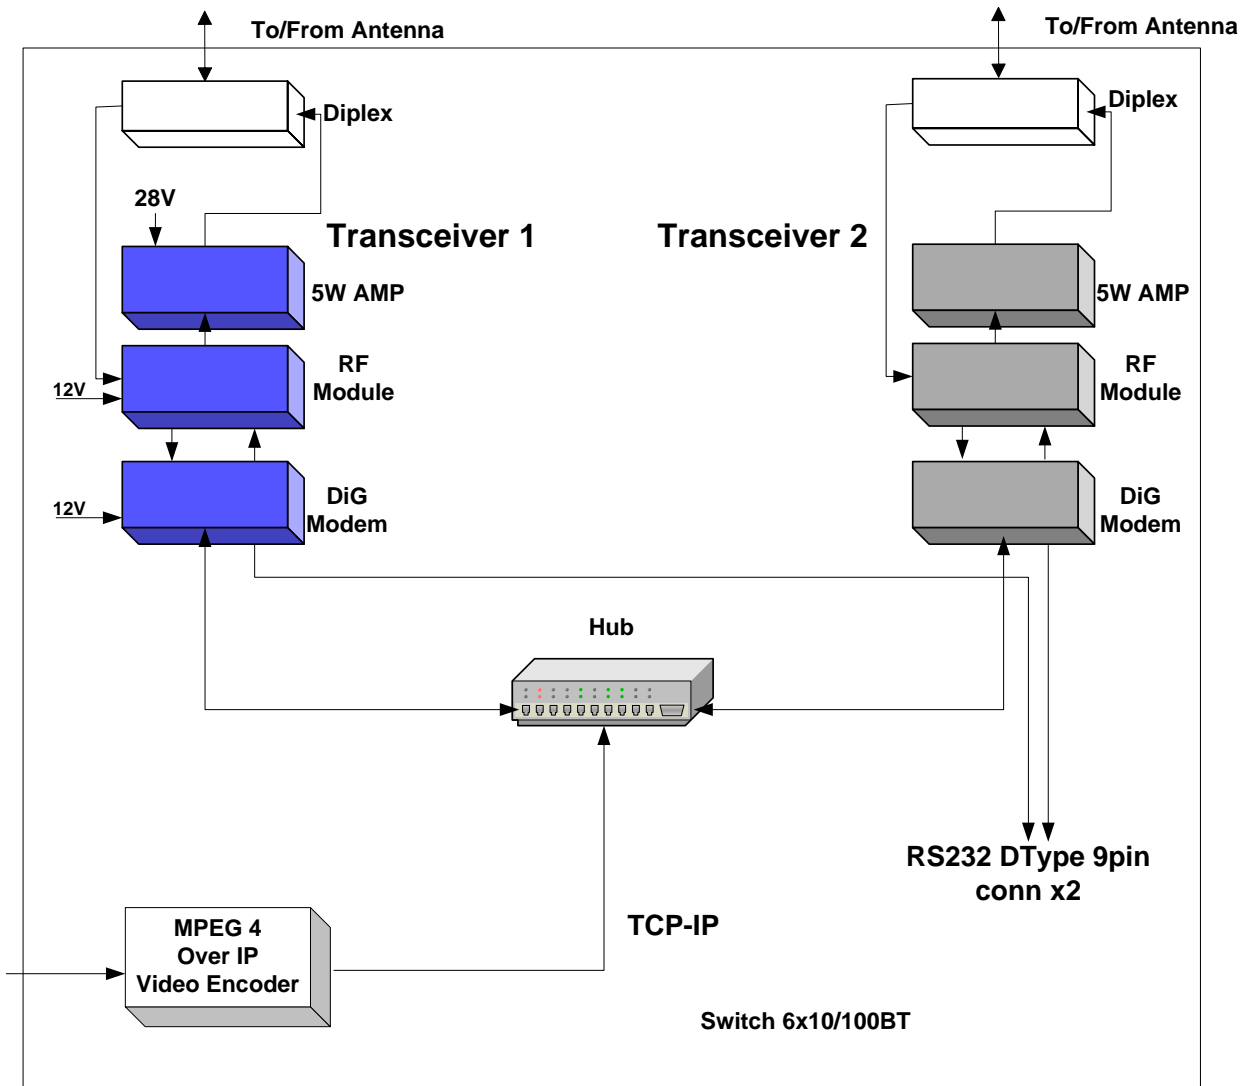 To/From Antenna
To/From Antenna
Diplex
Diplex
28V
Transceiver 1
Transceiver 2
5W AMP
5W AMP
RF
Module
RF
Module
12V
DiG
Modem
DiG
Modem
12V
Hub
RS232 DType 9pin
conn x2
MPEG 4
Over IP
Video Encoder
TCP-IP
Switch 6x10/100BT